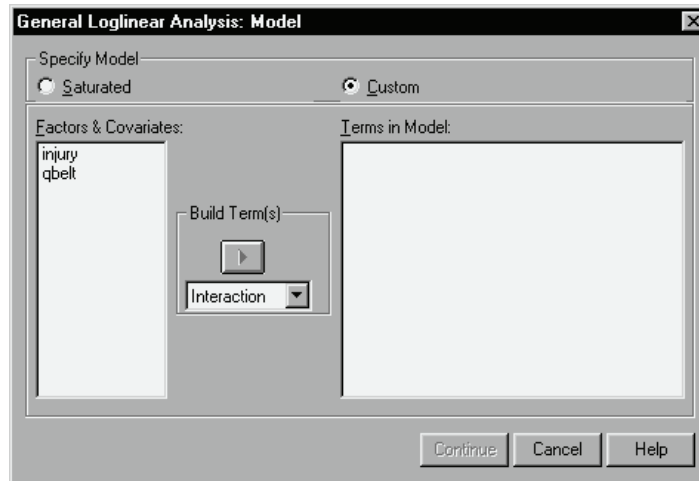 General Loglinear Analysis: Model
Specify Model
Saturated
Custom
Factors & Covariates:
Terms in Model:
injury
qbelt
Build Term(s)
Interaction
Continue
Cancel
Help